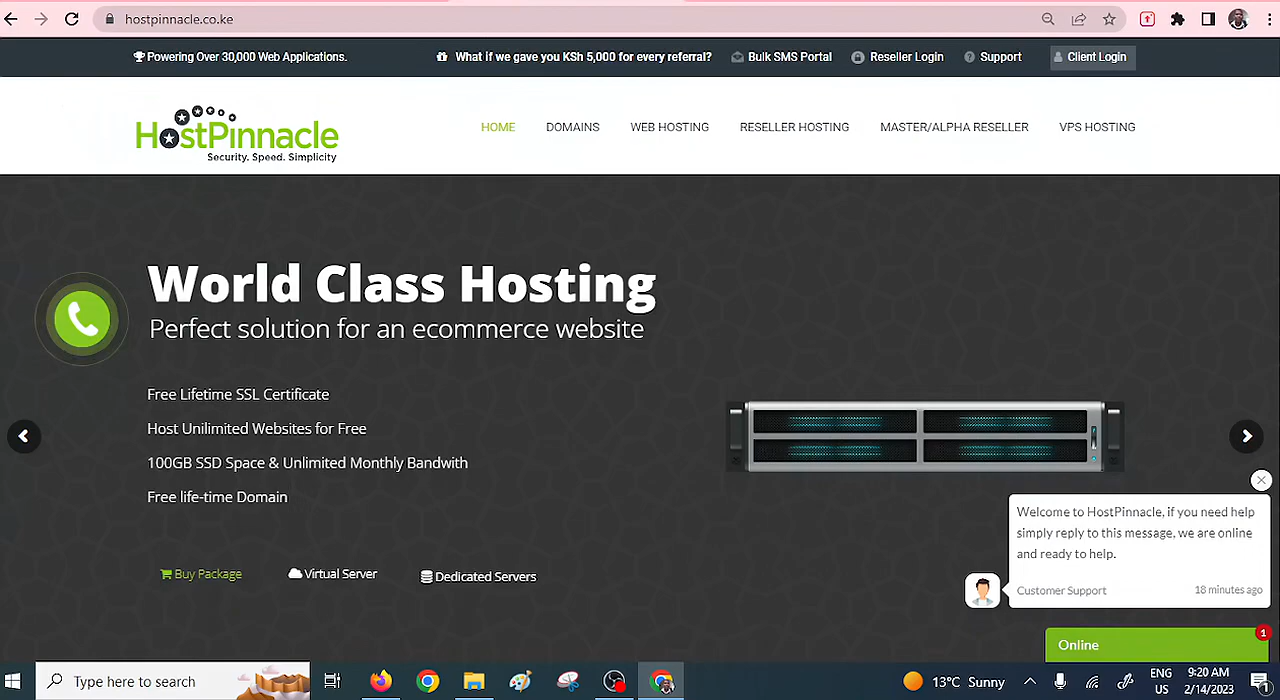 hostpinnacle.co.ke
Powering Over 30,000 Web Applications.
What if we gave you KSh 5,000 for every referral?
Bulk SMS Portal
Reseller Login
Support
Client Login
HostPinnacle
Security. Speed. Simplicity
HOME
DOMAINS
WEB HOSTING
RESELLER HOSTING
MASTER/ALPHA RESELLER
VPS HOSTING
World Class Hosting
Perfect solution for an ecommerce website
Free Lifetime SSL Certificate
Host Unilimited Websites for Free
100GB SSD Space & Unlimited Monthly Bandwith
Free life-time Domain
Buy Package
Virtual Server
Dedicated Servers
Welcome to HostPinnacle, if you need help
simply reply to this message, we are online
and ready to help.
Customer Support
18 minutes ago
Online
1
Type here to search
13°C Sunny
ENG
US
9:20 AM
2/14/2023